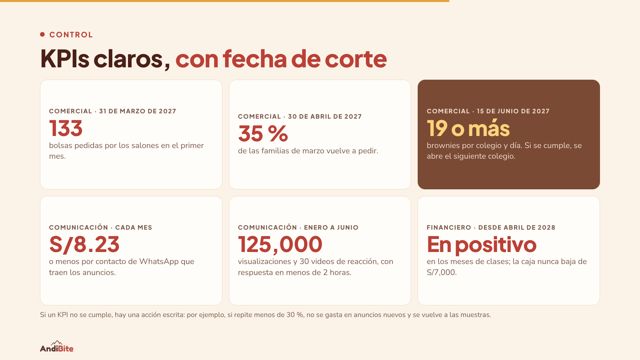 CONTROL
KPIs claros, con fecha de corte
COMERCIAL · 31 DE MARZO DE 2027
133
bolsas pedidas por los salones en el primer
mes.
COMERCIAL · 30 DE ABRIL DE 2027
35 %
de las familias de marzo vuelve a pedir.
COMERCIAL · 15 DE JUNIO DE 2027
19 o más
brownies por colegio y día. Si se cumple, se
abre el siguiente colegio.
COMUNICACIÓN · CADA MES
S/8.23
o menos por contacto de WhatsApp que
traen los anuncios.
COMUNICACIÓN · ENERO A JUNIO
125,000
visualizaciones y 30 videos de reacción, con
respuesta en menos de 2 horas.
FINANCIERO · DESDE ABRIL DE 2028
En positivo
en los meses de clases; la caja nunca baja de
S/7,000.
Si un KPI no se cumple, hay una acción escrita: por ejemplo, si repite menos de 30 %, no se gasta en anuncios nuevos y se vuelve a las muestras.
AndiBite